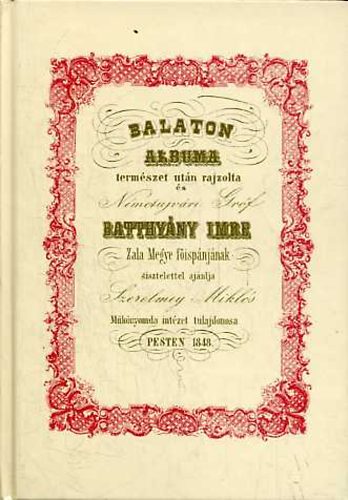 BALATON
ALBUMA
természet után rajzolta
és
Németujvári Gróf
BATTHYÁNY IMRE
Zala Megye főispánjának
tisztelettel ajánlja
Szerelmey Miklós
Műkönyomda intézet tulajdonosa
PESTEN 1848.